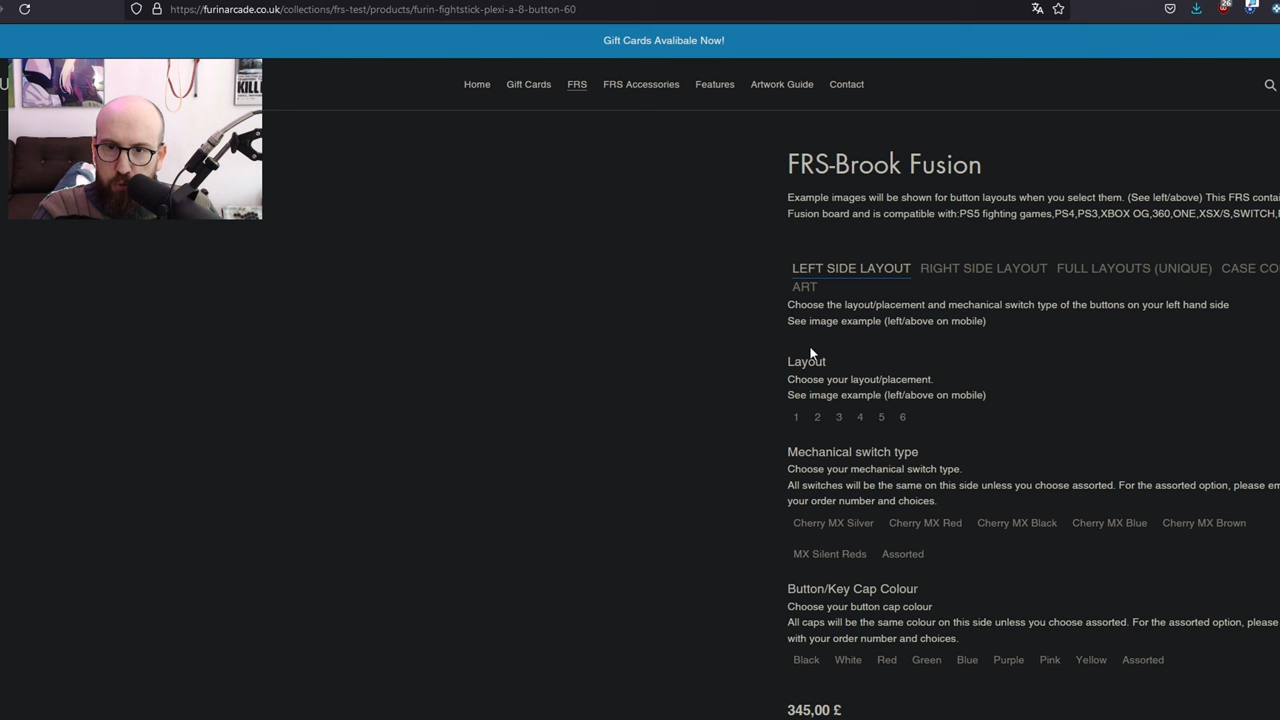 https://furinarcade.co.uk/collections/frs-test/products/furin-fightstick-plexi-a-8-button-60
26
Gift Cards Avalibale Now!
U
Home Gift Cards FRS FRS Accessories Features Artwork Guide Contact
KILL
FRS-Brook Fusion
Example images will be shown for button layouts when you select them. (See left/above) This FRS conta
Fusion board and is compatible with:PS5 fighting games,PS4,PS3,XBOX OG,360,ONE,XSX/S,SWITCH,
LEFT SIDE LAYOUT RIGHT SIDE LAYOUT FULL LAYOUTS (UNIQUE) CASE CO
ART
Choose the layout/placement and mechanical switch type of the buttons on your left hand side
See image example (left/above on mobile)
Layout
Choose your layout/placement.
See image example (left/above on mobile)
1 2 3 4 5 6
Mechanical switch type
Choose your mechanical switch type.
All switches will be the same on this side unless you choose assorted. For the assorted option, please em
your order number and choices.
Cherry MX Silver Cherry MX Red Cherry MX Black Cherry MX Blue Cherry MX Brown
MX Silent Reds Assorted
Button/Key Cap Colour
Choose your button cap colour
All caps will be the same colour on this side unless you choose assorted. For the assorted option, please
with your order number and choices.
Black White Red Green Blue Purple Pink Yellow Assorted
345,00 £